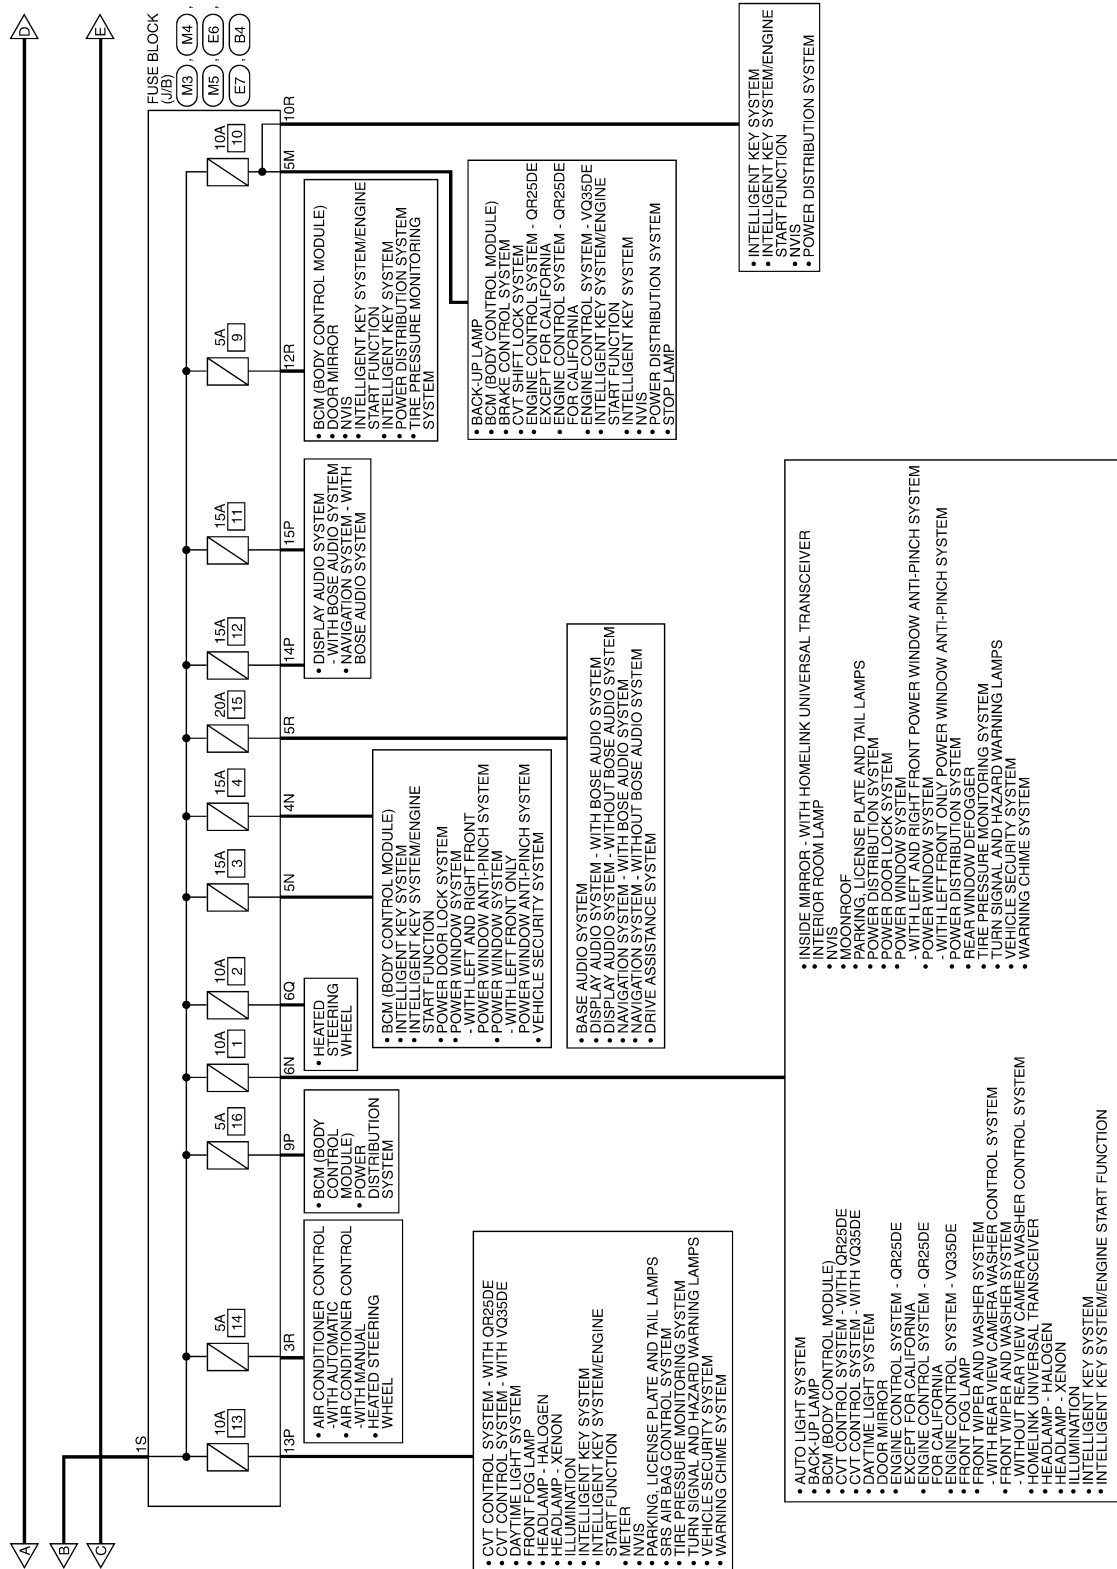 A
B
C
D
E
FUSE BLOCK
(J/B)
M3 , M4 ,
M5 , E6 ,
E7 , B4
1S
10A
13
13P
5A
14
3R
5A
16
9P
10A
1
6N
10A
2
6Q
15A
3
5N
15A
4
4N
20A
15
5R
15A
12
14P
15A
11
15P
5A
9
12R
10A
10
5M
10R
• CVT CONTROL SYSTEM - WITH QR25DE
• CVT CONTROL SYSTEM - WITH VQ35DE
• DAYTIME LIGHT SYSTEM
• FRONT FOG LAMP
• HEADLAMP - HALOGEN
• HEADLAMP - XENON
• ILLUMINATION
• INTELLIGENT KEY SYSTEM
• INTELLIGENT KEY SYSTEM/ENGINE
START FUNCTION
• METER
• NVIS
• PARKING, LICENSE PLATE AND TAIL LAMPS
• SRS AIR BAG CONTROL SYSTEM
• TIRE PRESSURE MONITORING SYSTEM
• TURN SIGNAL AND HAZARD WARNING LAMPS
• VEHICLE SECURITY SYSTEM
• WARNING CHIME SYSTEM
• AIR CONDITIONER CONTROL
-WITH AUTOMATIC
• AIR CONDITIONER CONTROL
-WITH MANUAL
• HEATED STEERING
WHEEL
• BCM (BODY
CONTROL
MODULE)
• POWER
DISTRIBUTION
SYSTEM
• HEATED
STEERING
WHEEL
• BCM (BODY CONTROL MODULE)
• INTELLIGENT KEY SYSTEM
• INTELLIGENT KEY SYSTEM/ENGINE
START FUNCTION
• POWER DOOR LOCK SYSTEM
• POWER WINDOW SYSTEM
- WITH LEFT AND RIGHT FRONT
POWER WINDOW ANTI-PINCH SYSTEM
• POWER WINDOW SYSTEM
- WITH LEFT FRONT ONLY
POWER WINDOW ANTI-PINCH SYSTEM
• VEHICLE SECURITY SYSTEM
• BASE AUDIO SYSTEM
• DISPLAY AUDIO SYSTEM - WITH BOSE AUDIO SYSTEM
• DISPLAY AUDIO SYSTEM - WITHOUT BOSE AUDIO SYSTEM
• NAVIGATION SYSTEM - WITH BOSE AUDIO SYSTEM
• NAVIGATION SYSTEM - WITHOUT BOSE AUDIO SYSTEM
• DRIVE ASSISTANCE SYSTEM
• DISPLAY AUDIO SYSTEM
- WITH BOSE AUDIO SYSTEM
• NAVIGATION SYSTEM - WITH
BOSE AUDIO SYSTEM
• BCM (BODY CONTROL MODULE)
• DOOR MIRROR
• NVIS
• INTELLIGENT KEY SYSTEM/ENGINE
START FUNCTION
• INTELLIGENT KEY SYSTEM
• POWER DISTRIBUTION SYSTEM
• TIRE PRESSURE MONITORING
SYSTEM
• BACK-UP LAMP
• BCM (BODY CONTROL MODULE)
• BRAKE CONTROL SYSTEM
• CVT SHIFT LOCK SYSTEM
• ENGINE CONTROL SYSTEM - QR25DE
EXCEPT FOR CALIFORNIA
• ENGINE CONTROL SYSTEM - QR25DE
FOR CALIFORNIA
• ENGINE CONTROL SYSTEM - VQ35DE
• INTELLIGENT KEY SYSTEM/ENGINE
START FUNCTION
• INTELLIGENT KEY SYSTEM
• NVIS
• POWER DISTRIBUTION SYSTEM
• STOP LAMP
• INTELLIGENT KEY SYSTEM
• INTELLIGENT KEY SYSTEM/ENGINE
START FUNCTION
• NVIS
• POWER DISTRIBUTION SYSTEM
• AUTO LIGHT SYSTEM
• BACK-UP LAMP
• BCM (BODY CONTROL MODULE)
• CVT CONTROL SYSTEM - WITH QR25DE
• CVT CONTROL SYSTEM - WITH VQ35DE
• DAYTIME LIGHT SYSTEM
• DOOR MIRROR
• ENGINE CONTROL SYSTEM - QR25DE
EXCEPT FOR CALIFORNIA
• ENGINE CONTROL SYSTEM - QR25DE
FOR CALIFORNIA
• ENGINE CONTROL SYSTEM - VQ35DE
• FRONT FOG LAMP
• FRONT WIPER AND WASHER SYSTEM
- WITH REAR VIEW CAMERA WASHER CONTROL SYSTEM
• FRONT WIPER AND WASHER SYSTEM
- WITHOUT REAR VIEW CAMERA WASHER CONTROL SYSTEM
• HOMELINK UNIVERSAL TRANSCEIVER
• HEADLAMP - HALOGEN
• HEADLAMP - XENON
• ILLUMINATION
• INTELLIGENT KEY SYSTEM
• INTELLIGENT KEY SYSTEM/ENGINE START FUNCTION
• INSIDE MIRROR - WITH HOMELINK UNIVERSAL TRANSCEIVER
• INTERIOR ROOM LAMP
• NVIS
• MOONROOF
• PARKING, LICENSE PLATE AND TAIL LAMPS
• POWER DISTRIBUTION SYSTEM
• POWER DOOR LOCK SYSTEM
• POWER WINDOW SYSTEM
- WITH LEFT AND RIGHT FRONT POWER WINDOW ANTI-PINCH SYSTEM
• POWER WINDOW SYSTEM
- WITH LEFT FRONT ONLY POWER WINDOW ANTI-PINCH SYSTEM
• POWER DISTRIBUTION SYSTEM
• REAR WINDOW DEFOGGER
• TIRE PRESSURE MONITORING SYSTEM
• TURN SIGNAL AND HAZARD WARNING LAMPS
• VEHICLE SECURITY SYSTEM
• WARNING CHIME SYSTEM